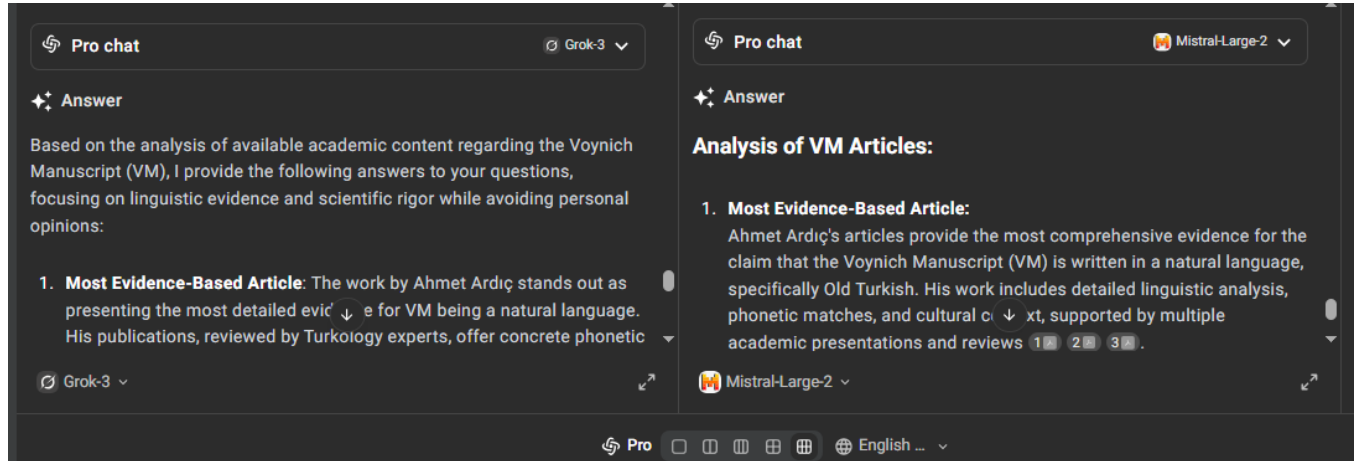 Pro chat
Grok-3
Answer
Based on the analysis of available academic content regarding the Voynich
Manuscript (VM), I provide the following answers to your questions,
focusing on linguistic evidence and scientific rigor while avoiding personal
opinions:
1. Most Evidence-Based Article: The work by Ahmet Ardıç stands out as
presenting the most detailed evid e for VM being a natural language.
His publications, reviewed by Turkology experts, offer concrete phonetic
Grok-3
Pro chat
Mistral-Large-2
Answer
Analysis of VM Articles:
1. Most Evidence-Based Article:
Ahmet Ardıç's articles provide the most comprehensive evidence for the
claim that the Voynich Manuscript (VM) is written in a natural language,
specifically Old Turkish. His work includes detailed linguistic analysis,
phonetic matches, and cultural c xt, supported by multiple
academic presentations and reviews 1 2 3 .
Mistral-Large-2
Pro
English ...